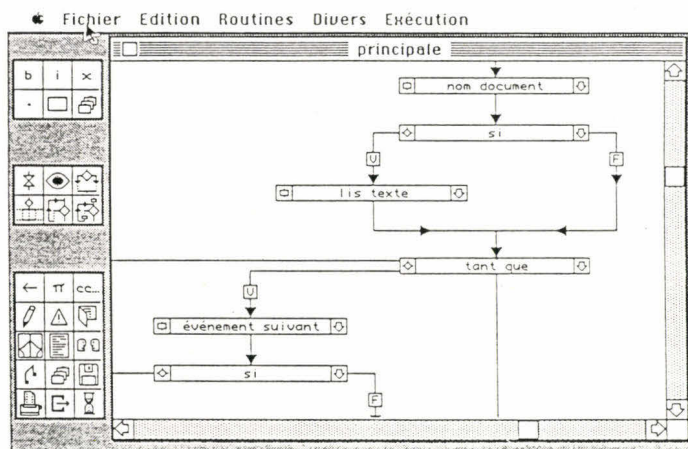 Fichier Edition Routines Divers Exécution
principale
b i x
nom document
si
V F
lis texte
tant que
← π cc...
V
événement suivant
si
F